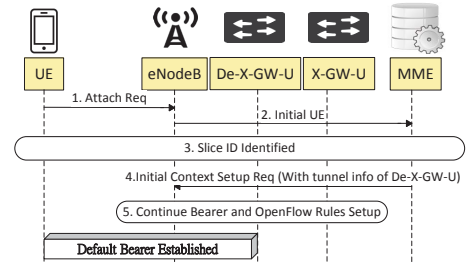 UE
eNodeB
De-X-GW-U
X-GW-U
MME
1. Attach Req
2. Initial UE
3. Slice ID Identified
4.Initial Context Setup Req (With tunnel info of De-X-GW-U)
5. Continue Bearer and OpenFlow Rules Setup
Default Bearer Established